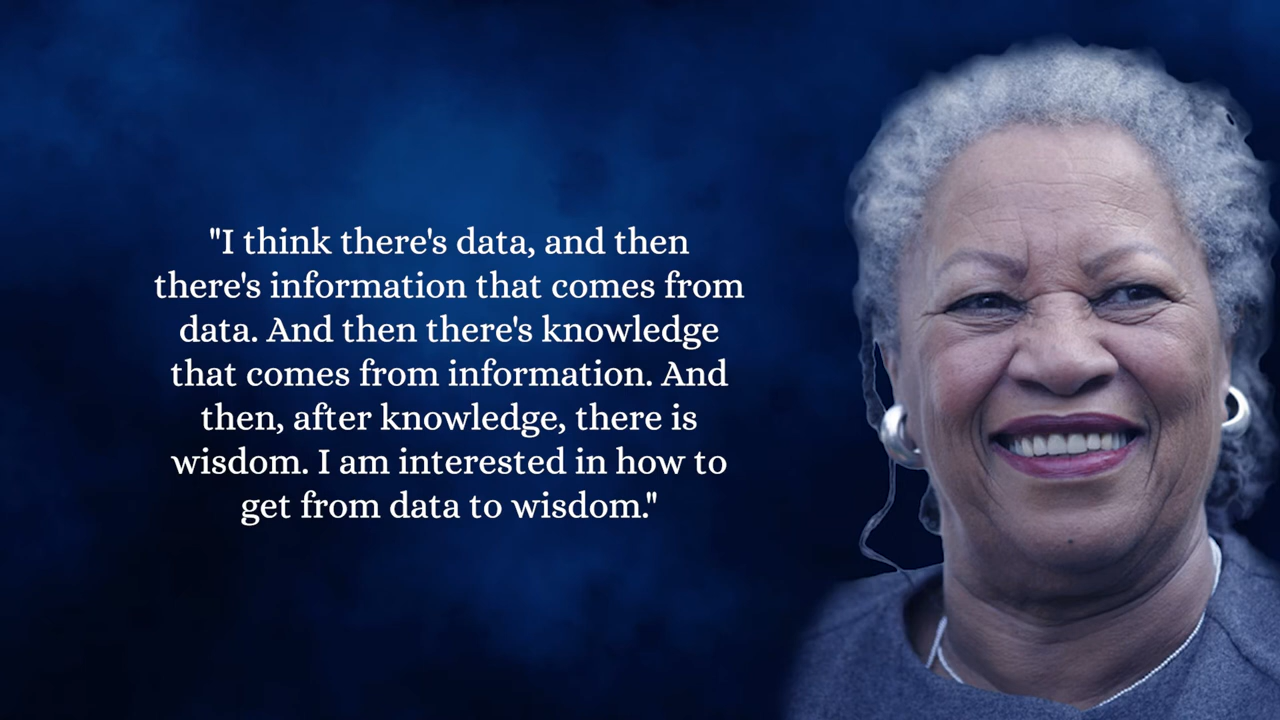 "I think there's data, and then
there's information that comes from
data. And then there's knowledge
that comes from information. And
then, after knowledge, there is
wisdom. I am interested in how to
get from data to wisdom."